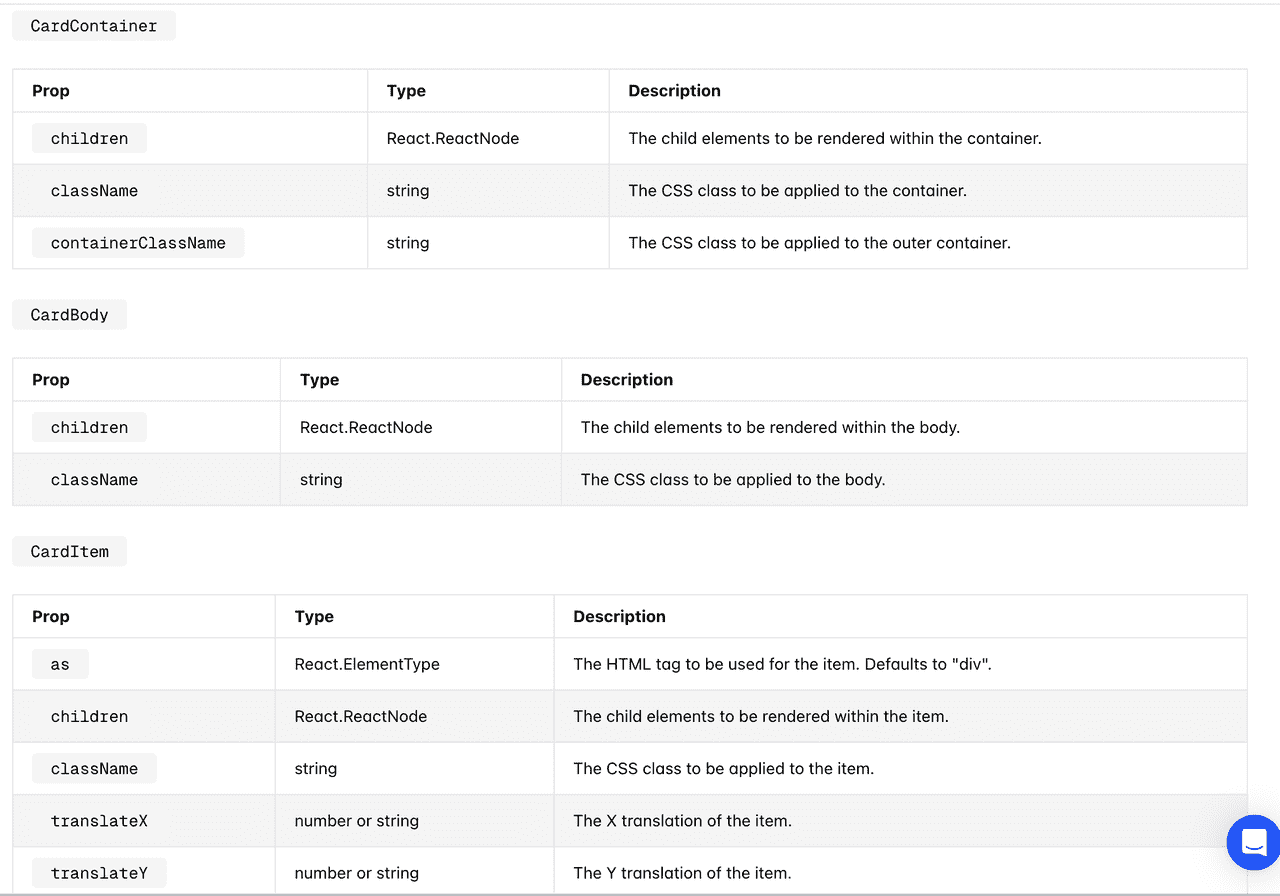 CardContainer
Prop Type Description
children React.ReactNode The child elements to be rendered within the container.
className string The CSS class to be applied to the container.
containerClassName string The CSS class to be applied to the outer container.
CardBody
Prop Type Description
children React.ReactNode The child elements to be rendered within the body.
className string The CSS class to be applied to the body.
CardItem
Prop Type Description
as React.ElementType The HTML tag to be used for the item. Defaults to "div".
children React.ReactNode The child elements to be rendered within the item.
className string The CSS class to be applied to the item.
translateX number or string The X translation of the item.
translateY number or string The Y translation of the item.